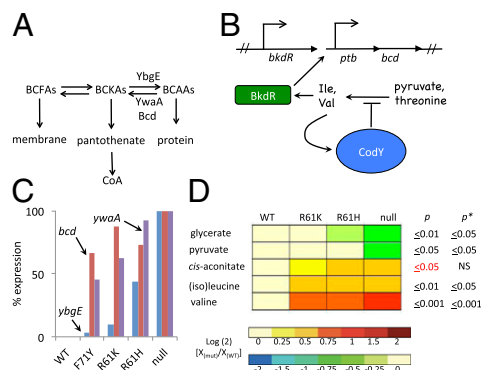 A
YbgE
BCFAs BCKAs BCAAs
YwaA
Bcd
membrane pantothenate protein
CoA
B
bkdR ptb bcd
BkdR Ile, Val pyruvate, threonine
CodY
C
100
ywaA
bcd
% expression
50
ybgE
0
WT F71Y R61K R61H null
D
WT R61K R61H null p p*
glycerate ≤0.01 ≤0.05
pyruvate ≤0.05 ≤0.05
cis-aconitate ≤0.05 NS
(iso)leucine ≤0.01 ≤0.05
valine ≤0.001 ≤0.001
Log (2)
[X(mut)/X(WT)]
0 0.25 0.5 0.75 1 1.5 2
-2 -1.5 -1 -0.75 -0.5 -0.25 0